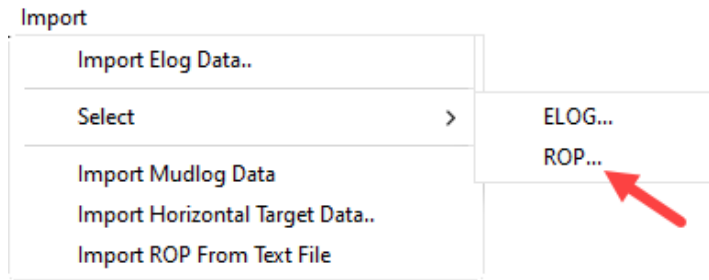 Import
Import Elog Data..
Select
ELOG...
ROP...
Import Mudlog Data
Import Horizontal Target Data..
Import ROP From Text File